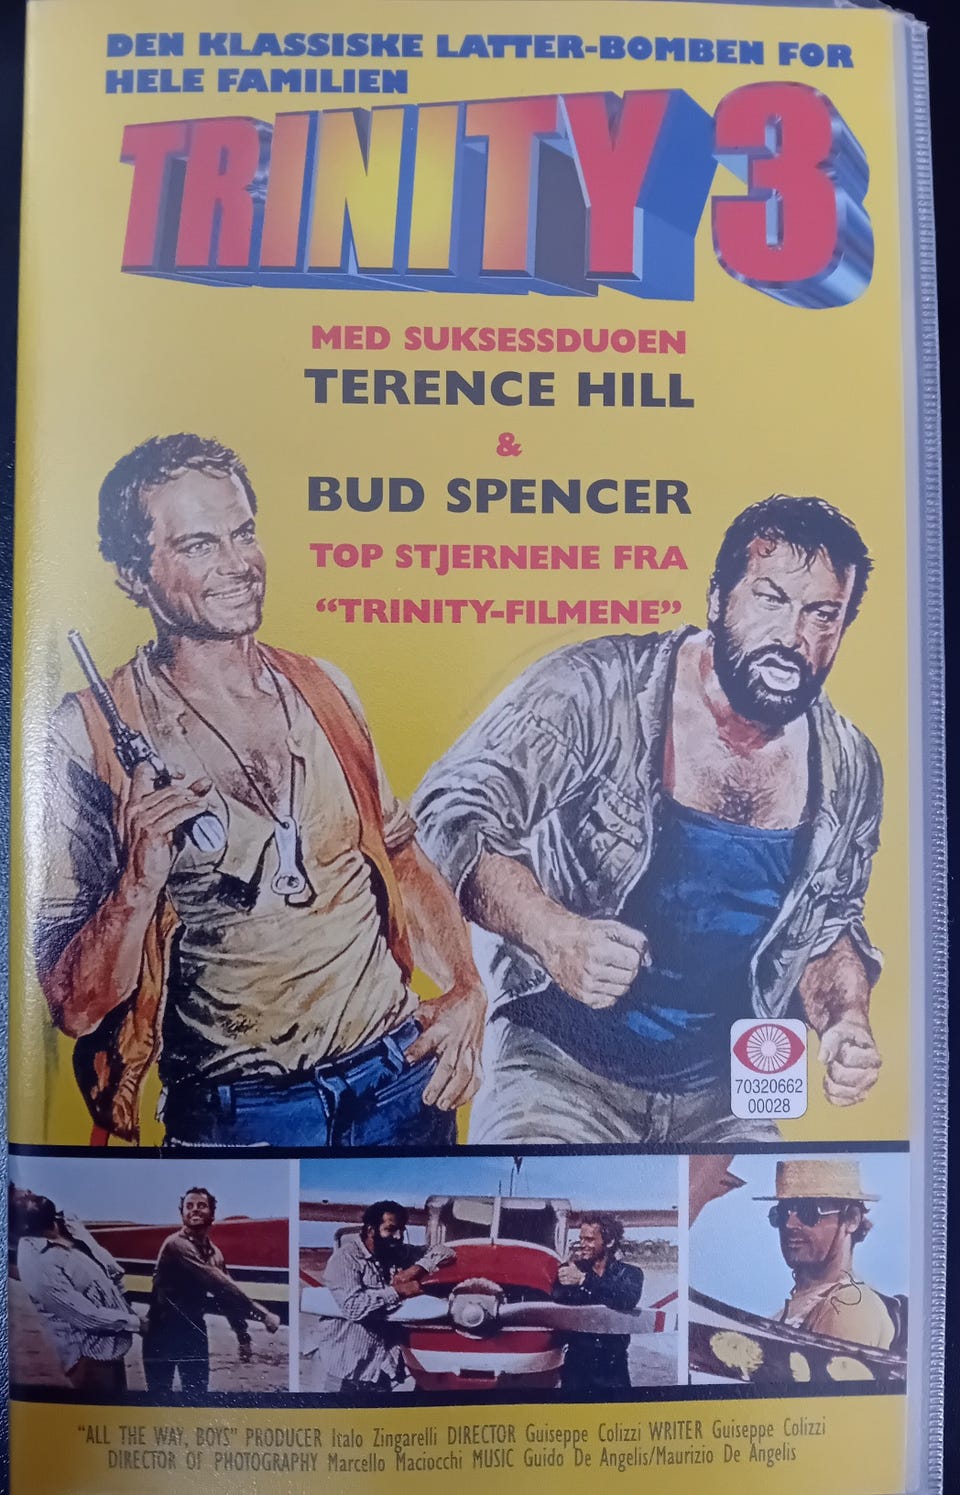 DEN KLASSISKE LATTER-BOMBEN FOR
HELE FAMILIEN
TRINITY 3
MED SUKSESSDUOEN
TERENCE HILL
&
BUD SPENCER
TOP STJERNENE FRA
“TRINITY-FILMENE”
70320662
00028
“ALL THE WAY, BOYS” PRODUCER Italo Zingarelli DIRECTOR Guiseppe Colizzi WRITER Guiseppe Colizzi
DIRECTOR OF PHOTOGRAPHY Marcello Maciocchi MUSIC Guido De Angelis/Maurizio De Angelis